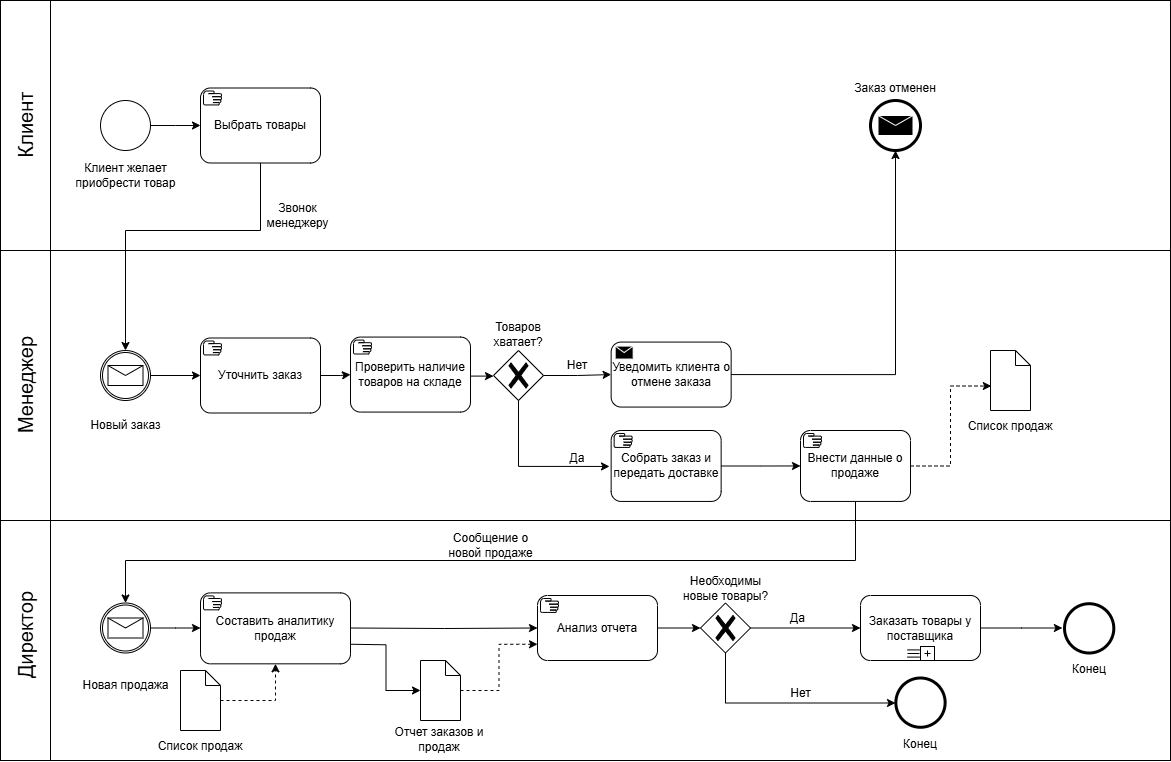 Клиент
Заказ отменен
Выбрать товары
Клиент желает
приобрести товар
Звонок
менеджеру
Менеджер
Товаров
хватает?
Нет
Уточнить заказ
Проверить наличие
товаров на складе
Уведомить клиента о
отмене заказа
Новый заказ
Список продаж
Да
Собрать заказ и
передать доставке
Внести данные о
продаже
Директор
Сообщение о
новой продаже
Необходимы
новые товары?
Составить аналитику
продаж
Анализ отчета
Да
Заказать товары у
поставщика
Конец
Новая продажа
Нет
Список продаж
Отчет заказов и
продаж
Конец